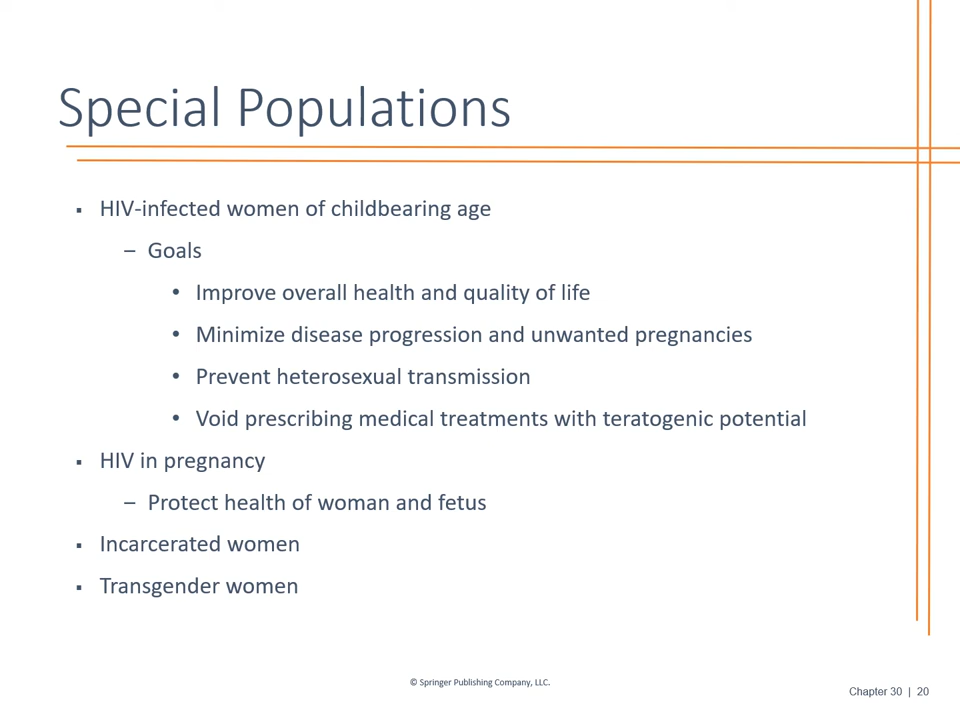 Special Populations
▪ HIV-infected women of childbearing age
– Goals
• Improve overall health and quality of life
• Minimize disease progression and unwanted pregnancies
• Prevent heterosexual transmission
• Void prescribing medical treatments with teratogenic potential
▪ HIV in pregnancy
– Protect health of woman and fetus
▪ Incarcerated women
▪ Transgender women
© Springer Publishing Company, LLC.
Chapter 30 | 20